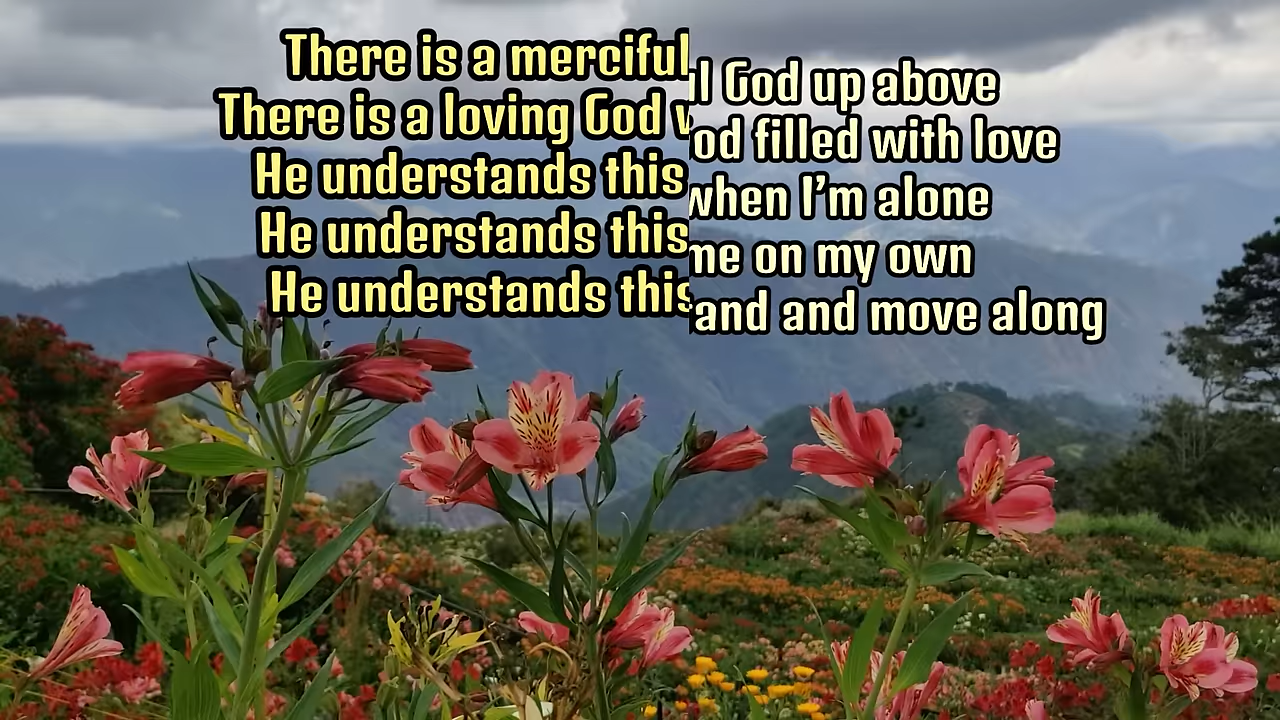 There is a merciful
There is a loving God
He understands this
He understands this
He understands this
God up above
filled with love
when I'm alone
me on my own
and move along